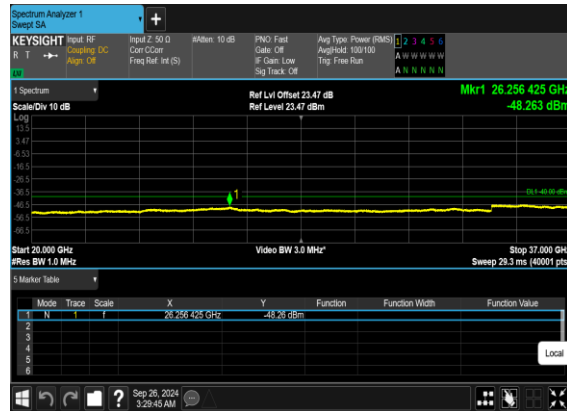 Spectrum Analyzer 1
Swept SA
+
KEYSIGHT
R T
Input: RF
Coupling: DC
Align: Off
Input Z: 50 Ω
Corr CCorr
Freq Ref: Int (S)
#Atten: 10 dB
PNO: Fast
Gate: Off
IF Gain: Low
Sig Track: Off
Avg Type: Power (RMS)
Avg|Hold: 100/100
Trig: Free Run
1 2 3 4 5 6
A W W W W W
A N N N N N
1 Spectrum
Scale/Div 10 dB
Ref Lvl Offset 23.47 dB
Ref Level 23.47 dBm
Mkr1 26.256 425 GHz
-48.263 dBm
Log
13.5
3.47
-6.53
-16.5
-26.5
-36.5
-46.5
-56.5
-66.5
1
DL1 -40.00 dBm
Start 20.000 GHz
#Res BW 1.0 MHz
Video BW 3.0 MHz*
Stop 37.000 GHz
Sweep 29.3 ms (40001 pts)
5 Marker Table
Mode Trace Scale X Y Function Function Width Function Value
1 N 1 f 26.256 425 GHz -48.26 dBm
2
3
4
5
6
Local
?
Sep 26, 2024
3:29:45 AM